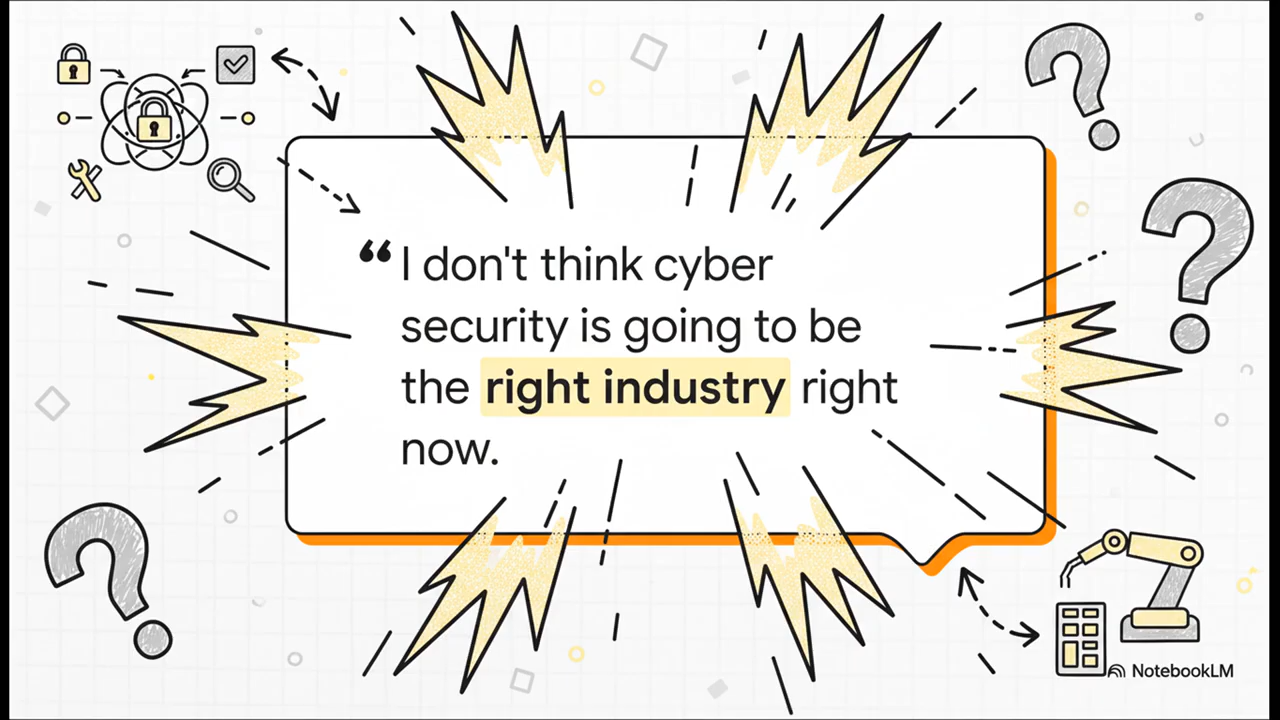 “I don't think cyber
security is going to be
the right industry right
now.
NotebookLM